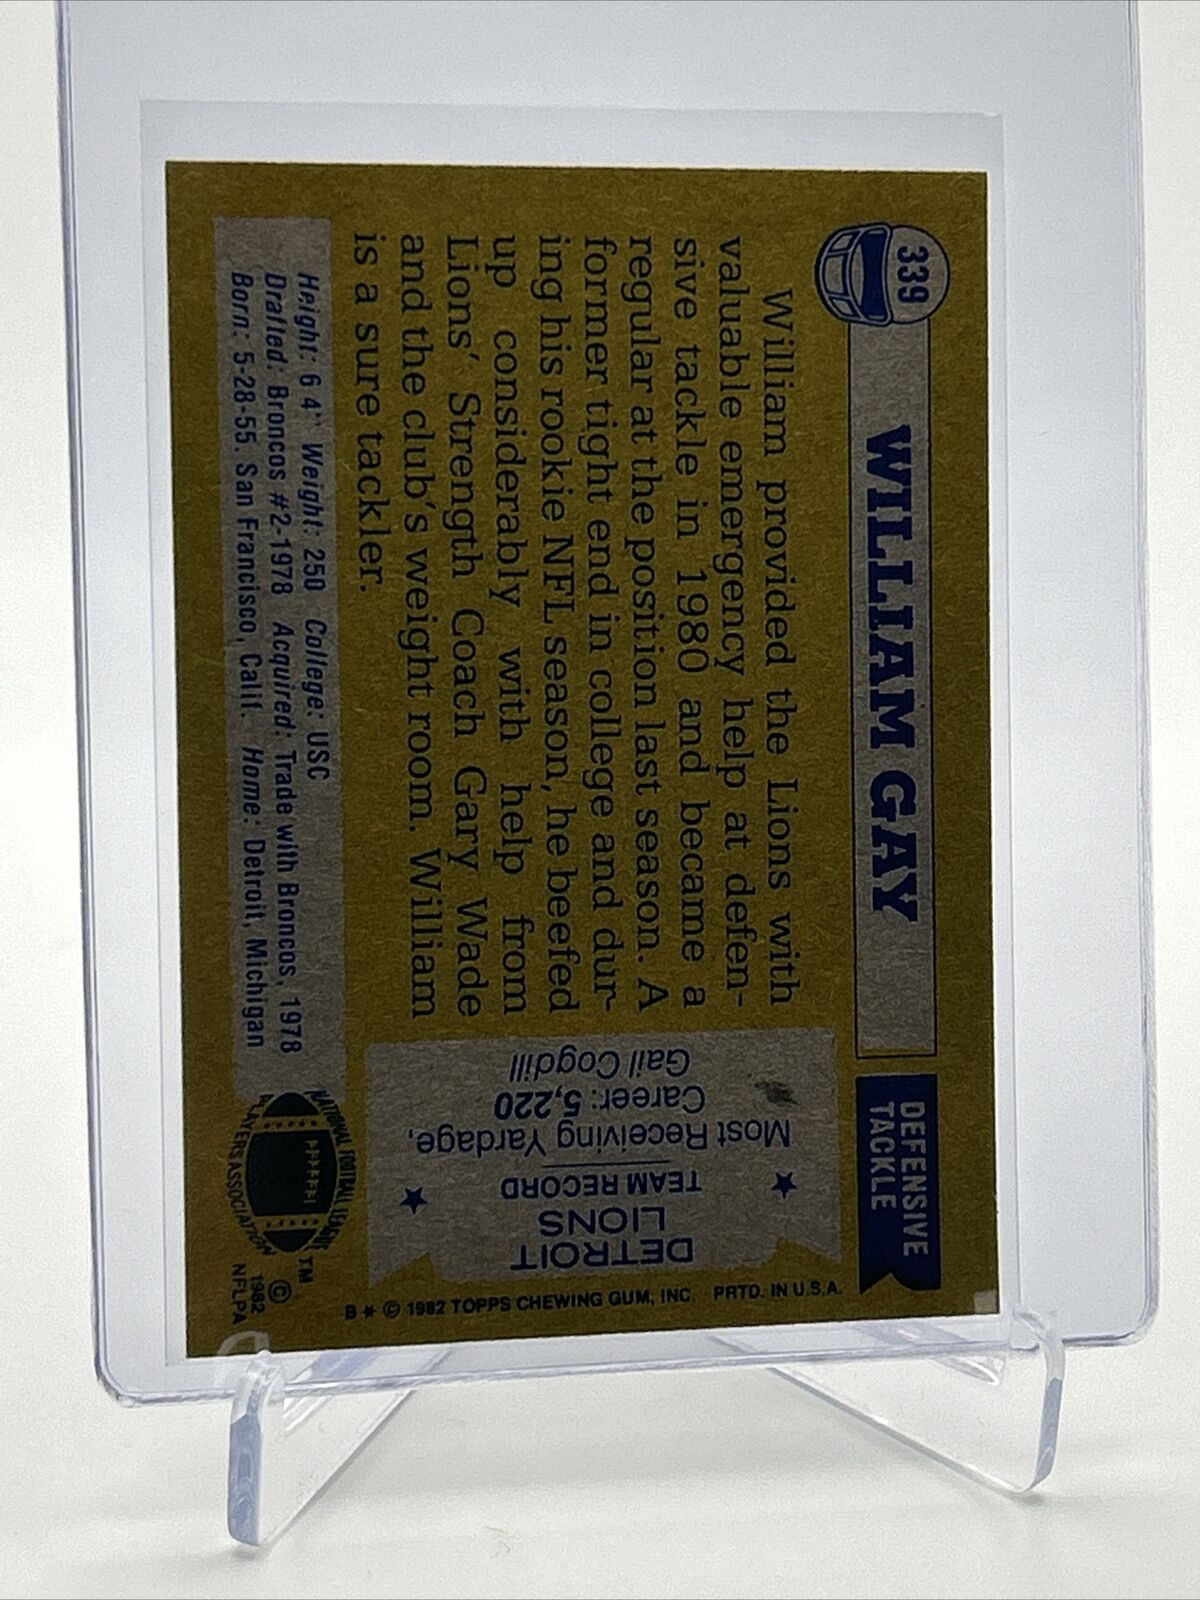 339
WILLIAM GAY
DEFENSIVE
TACKLE
William provided the Lions with
valuable emergency help at defen-
sive tackle in 1980 and became a
regular at the position last season. A
former tight end in college and dur-
ing his rookie NFL season, he beefed
up considerably with help from
Lions' Strength Coach Gary Wade
and the club's weight room. William
is a sure tackler.
DETROIT
LIONS
TEAM RECORD
Most Receiving Yardage,
Career: 5,220
Gail Cogdill
Height: 6 4" Weight: 250 College: USC
Drafted: Broncos #2-1978 Acquired: Trade with Broncos, 1978
Born: 5-28-55. San Francisco, Calif. Home: Detroit, Michigan
NATIONAL FOOTBALL LEAGUE
PLAYERS ASSOCIATION
TM
©
1982
NFLPA
B★© 1982 TOPPS CHEWING GUM, INC. PRTD. IN U.S.A.